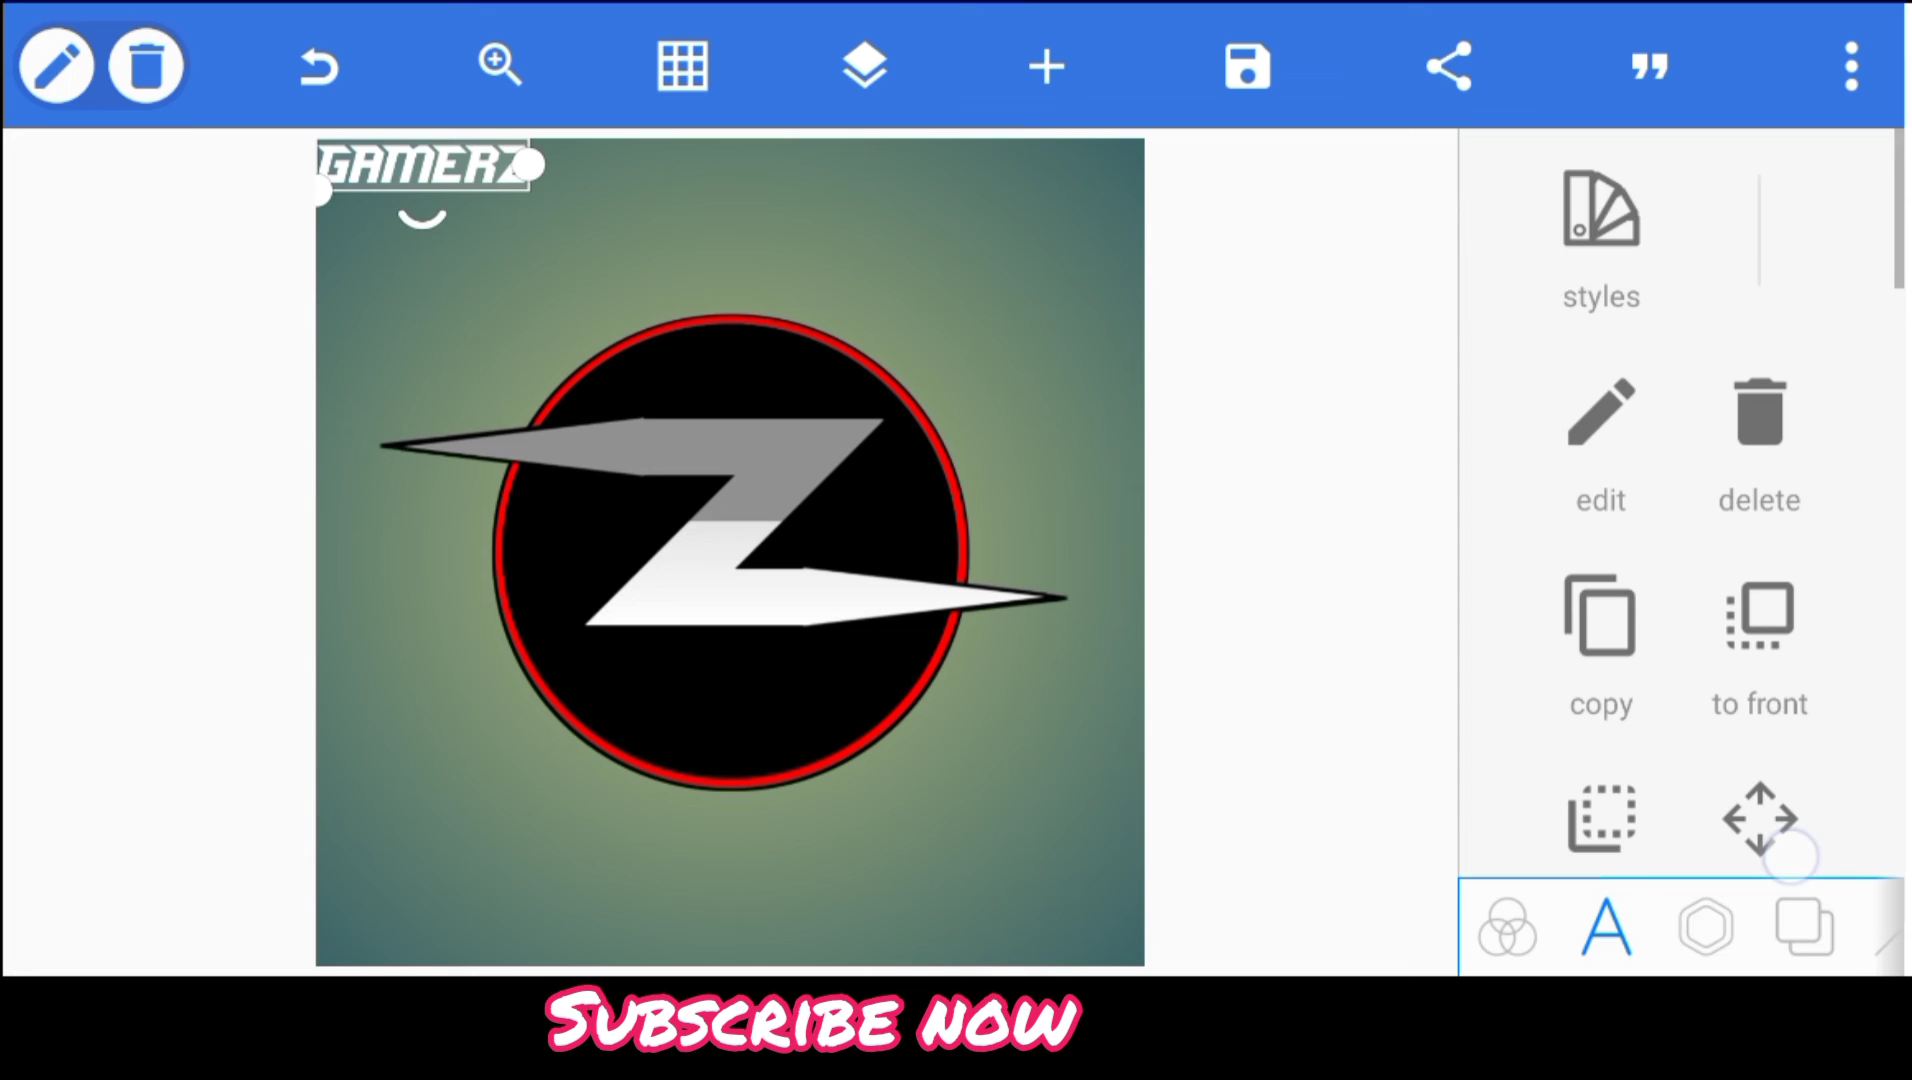 GAMERZ
styles
edit
delete
copy
to front
Z
SUBSCRIBE NOW